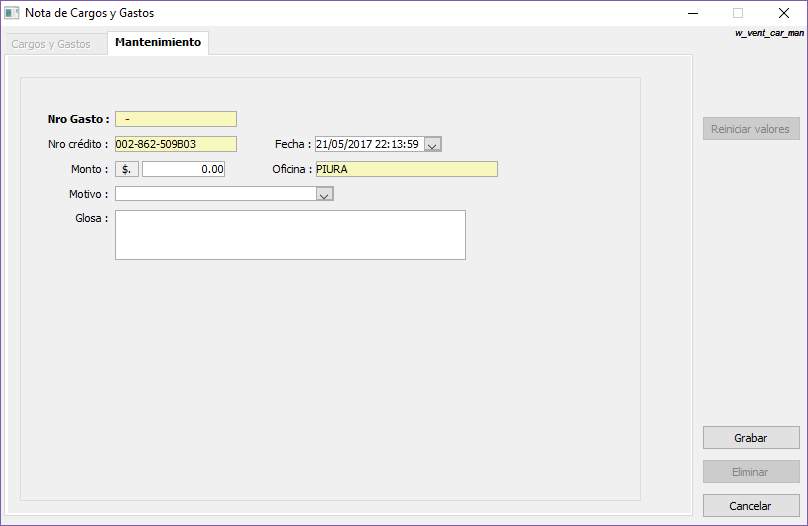 Nota de Cargos y Gastos
w_vent_car_man
Cargos y Gastos Mantenimiento
Nro Gasto : -
Nro crédito : 002-862-509B03 Fecha : 21/05/2017 22:13:59
Reiniciar valores
Monto : $. 0.00 Oficina : PIURA
Motivo :
Glosa :
Grabar
Eliminar
Cancelar